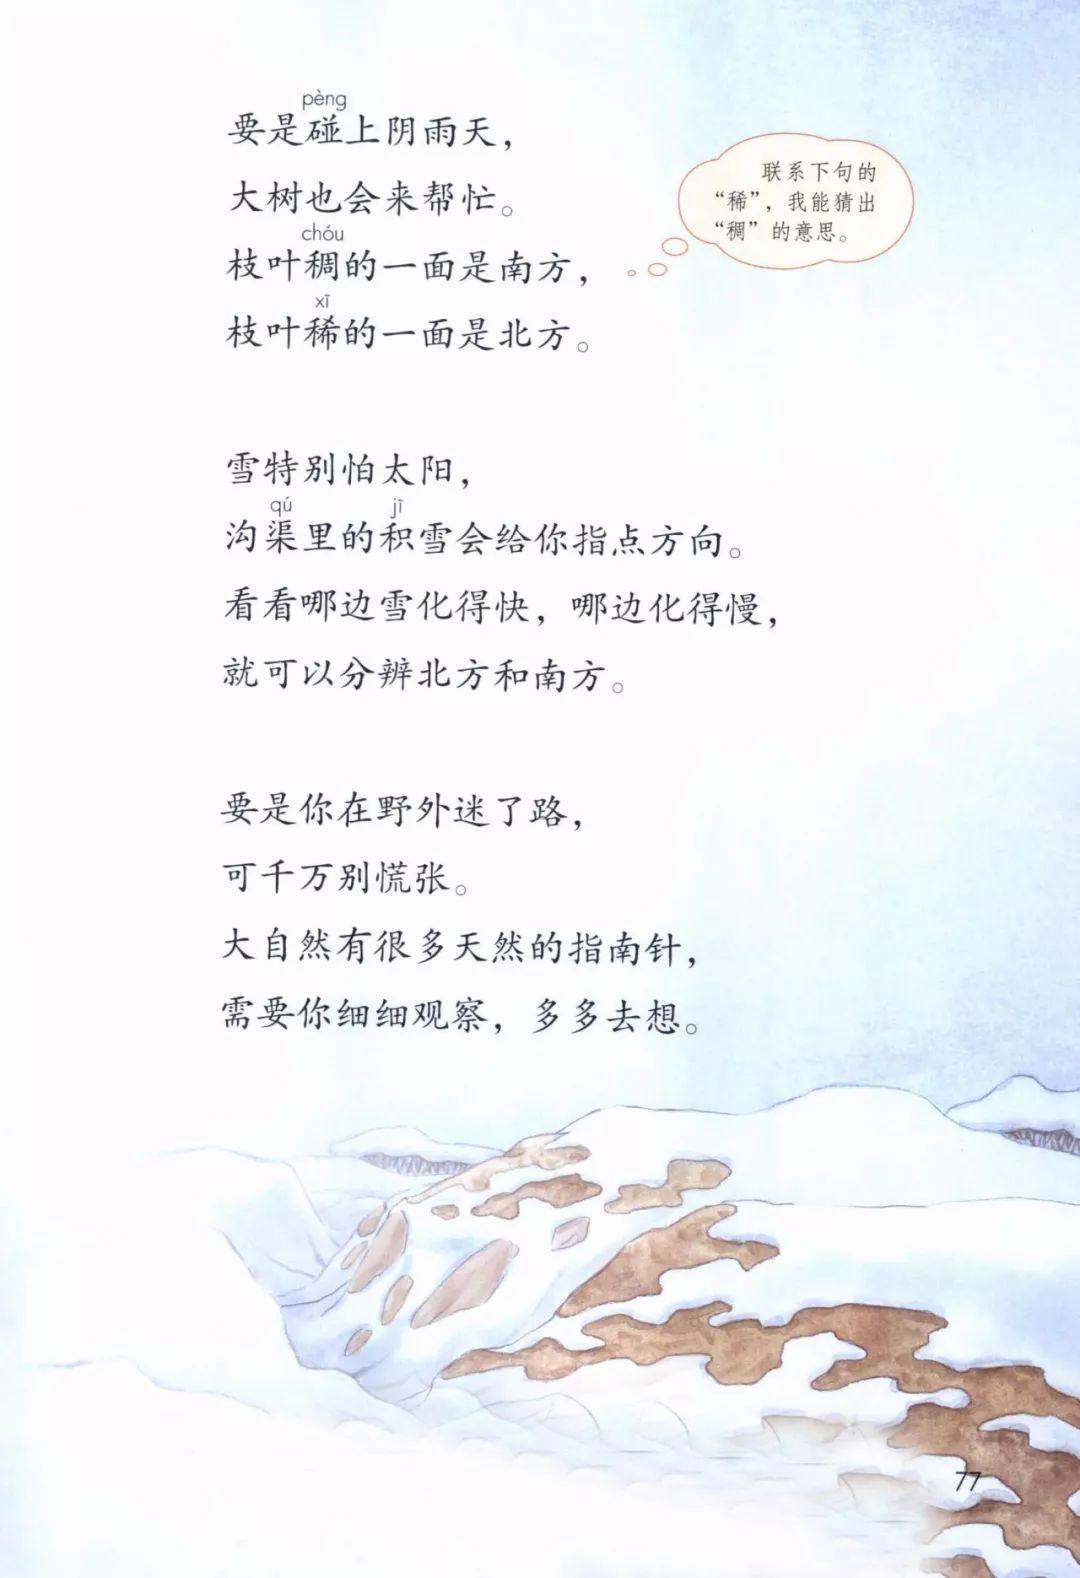 pèng
要是碰上阴雨天，
大树也会来帮忙。
chóu
枝叶稠的一面是南方，
xī
枝叶稀的一面是北方。
联系下句的
“稀”，我能猜出
“稠”的意思。
雪特别怕太阳，
qú jī
沟渠里的积雪会给你指点方向。
看看哪边雪化得快，哪边化得慢，
就可以分辨北方和南方。
要是你在野外迷了路，
可千万别慌张。
大自然有很多天然的指南针，
需要你细细观察，多多去想。
77